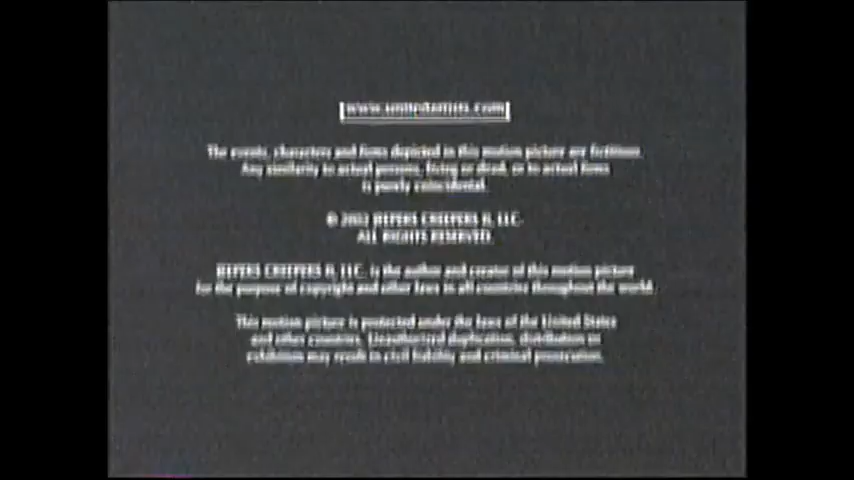 www.unitedartists.com
The events, characters and firms depicted in this motion picture are fictitious.
Any similarity to actual persons, living or dead, or to actual firms
is purely coincidental.
© 2002 JEEPERS CREEPERS II, LLC.
ALL RIGHTS RESERVED.
JEEPERS CREEPERS II, LLC. is the author and creator of this motion picture
for the purpose of copyright and other laws in all countries throughout the world.
This motion picture is protected under the laws of the United States
and other countries. Unauthorized duplication, distribution or
exhibition may result in civil liability and criminal prosecution.